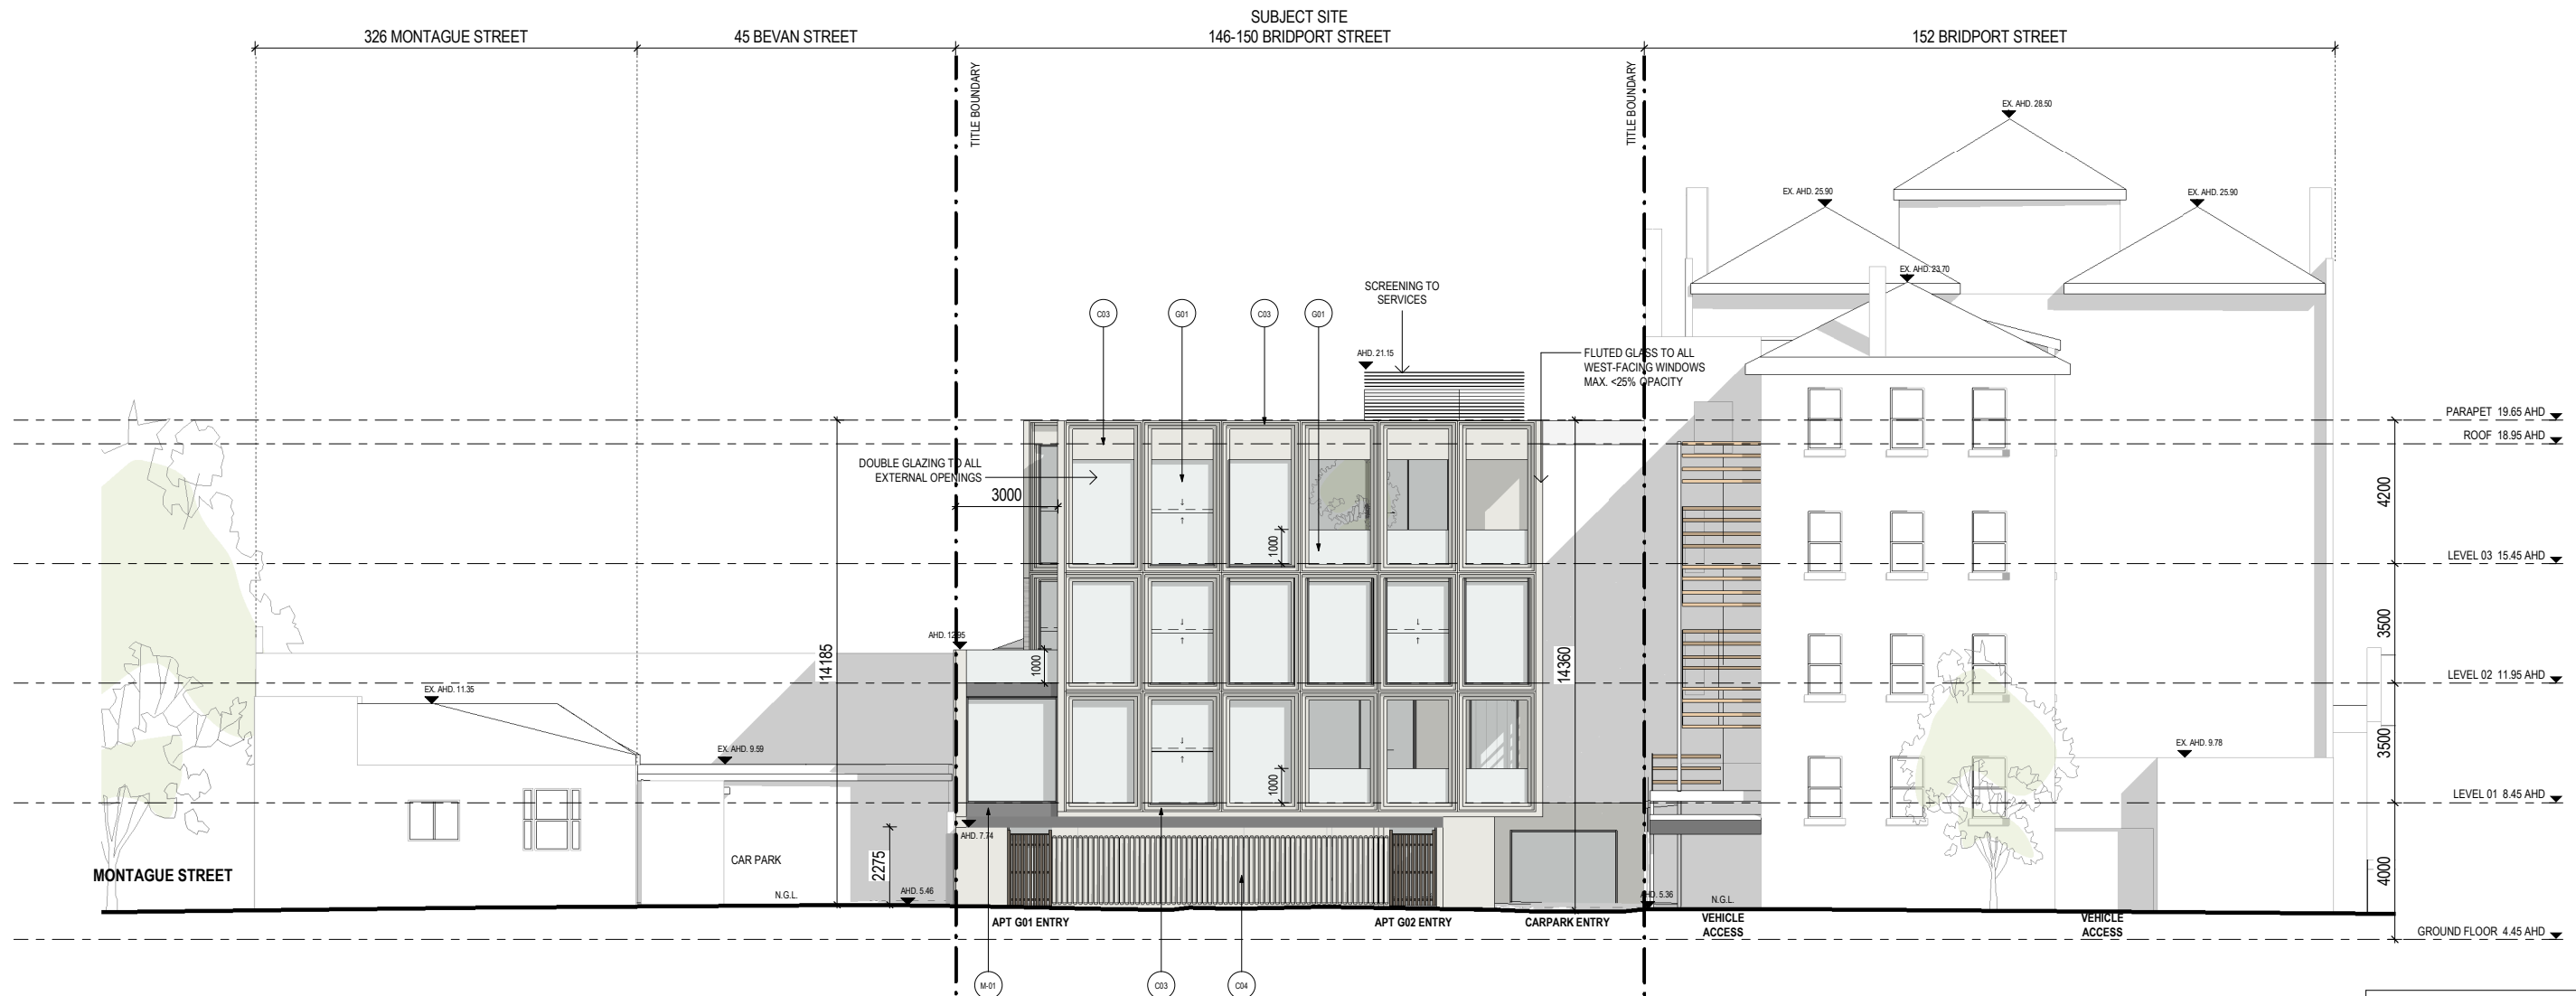 SUBJECT SITE
326 MONTAGUE STREET
45 BEVAN STREET
146-150 BRIDPORT STREET
152 BRIDPORT STREET
TITLE BOUNDARY
TITLE BOUNDARY
EX. AHD. 28.50
EX. AHD. 25.90
EX. AHD. 25.90
EX. AHD. 23.70
SCREENING TO
SERVICES
C03
G01
C03
G01
AHD. 21.15
FLUTED GLASS TO ALL
WEST-FACING WINDOWS
MAX. <25% OPACITY
PARAPET 19.65 AHD
ROOF 18.95 AHD
DOUBLE GLAZING TO ALL
EXTERNAL OPENINGS
3000
4200
1000
LEVEL 03 15.45 AHD
3500
AHD. 12.95
1000
14185
14360
LEVEL 02 11.95 AHD
EX. AHD. 11.35
3500
EX. AHD. 9.59
EX. AHD. 9.78
1000
LEVEL 01 8.45 AHD
AHD. 7.74
2275
CAR PARK
4000
MONTAGUE STREET
N.G.L.
AHD. 5.46
AHD. 5.36
N.G.L.
APT G01 ENTRY
APT G02 ENTRY
CARPARK ENTRY
VEHICLE
ACCESS
VEHICLE
ACCESS
GROUND FLOOR 4.45 AHD
M-01
C03
C04